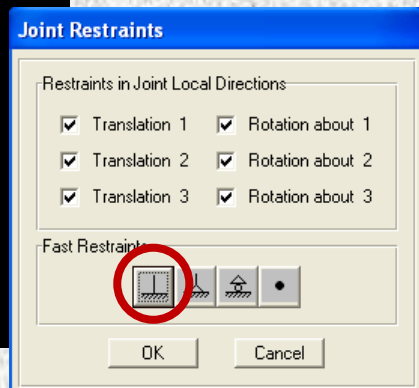 Joint Restraints
Restraints in Joint Local Directions
Translation 1 Rotation about 1
Translation 2 Rotation about 2
Translation 3 Rotation about 3
Fast Restraints
OK Cancel